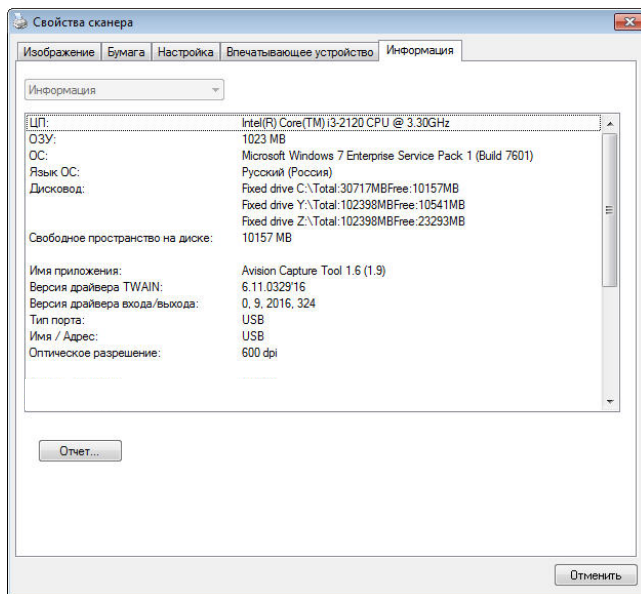 Свойства сканера
Изображение Бумага Настройка Впечатывающее устройство Информация
Информация
ЦП: Intel(R) Core(TM) i3-2120 CPU @ 3.30GHz
ОЗУ: 1023 MB
ОС: Microsoft Windows 7 Enterprise Service Pack 1 (Build 7601)
Язык ОС: Русский (Россия)
Дисковод: Fixed drive C:\Total:30717MBFree:10157MB
Fixed drive Y:\Total:102398MBFree:10541MB
Fixed drive Z:\Total:102398MBFree:23293MB
Свободное пространство на диске: 10157 MB
Имя приложения: Avision Capture Tool 1.6 (1.9)
Версия драйвера TWAIN: 6.11.0329'16
Версия драйвера входа/выхода: 0, 9, 2016, 324
Тип порта: USB
Имя / Адрес: USB
Оптическое разрешение: 600 dpi
Отчет...
Отменить